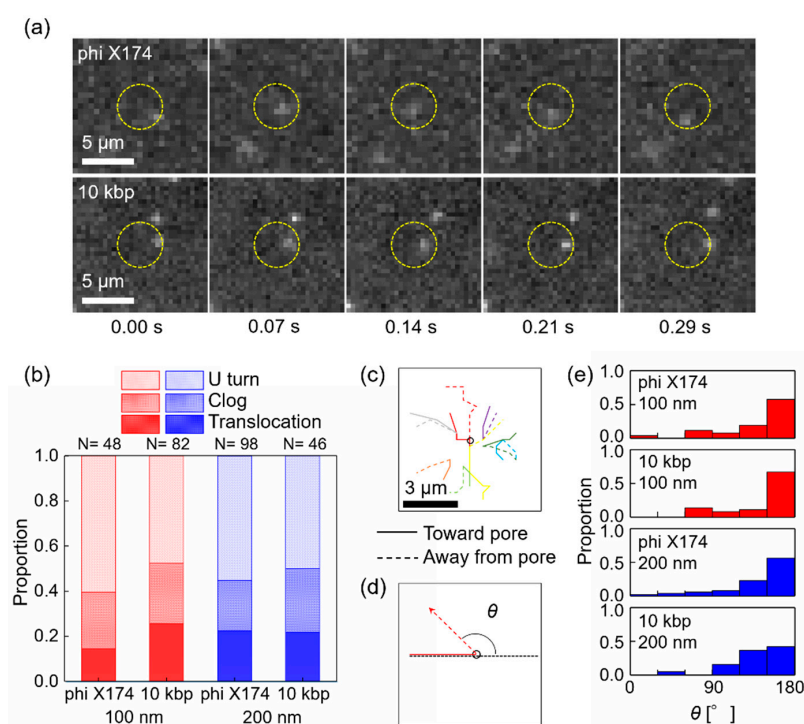 (a)
phi X174
5 μm
10 kbp
5 μm
0.00 s 0.07 s 0.14 s 0.21 s 0.29 s
(b)
U turn
Clog
Translocation
N= 48 N= 82 N= 98 N= 46
1.0
0.8
0.6
0.4
0.2
0.0
Proportion
phi X174 10 kbp phi X174 10 kbp
100 nm 200 nm
(c)
3 μm
Toward pore
Away from pore
(d)
θ
(e)
1.0
0.5
0.0
phi X174
100 nm
1.0
0.5
0.0
10 kbp
100 nm
1.0
0.5
0.0
phi X174
200 nm
1.0
0.5
0.0
10 kbp
200 nm
Proportion
0 90 180
θ [°]